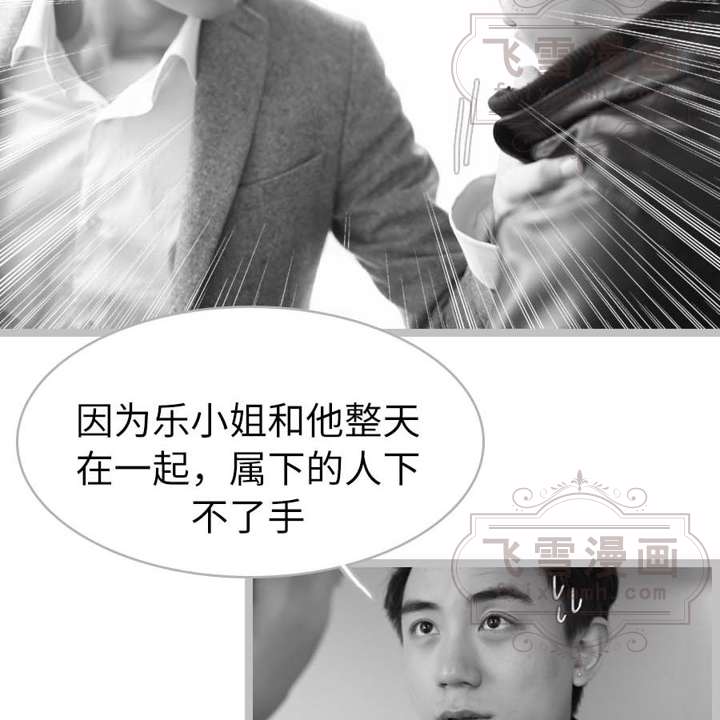 飞雪漫画
因为乐小姐和他整天
在一起，属下的人下
不了手
飞雪漫画